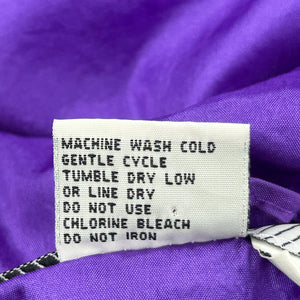 MACHINE WASH COLD
GENTLE CYCLE
TUMBLE DRY LOW
OR LINE DRY
DO NOT USE
CHLORINE BLEACH
DO NOT IRON